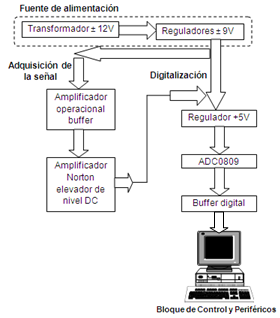 Fuente de alimentación
Transformador ± 12V
Reguladores ± 9V
Adquisición de
la señal
Digitalización
Amplificador
operacional
buffer
Regulador +5V
Amplificador
Norton
elevador de
nivel DC
ADC0809
Buffer digital
Bloque de Control y Periféricos